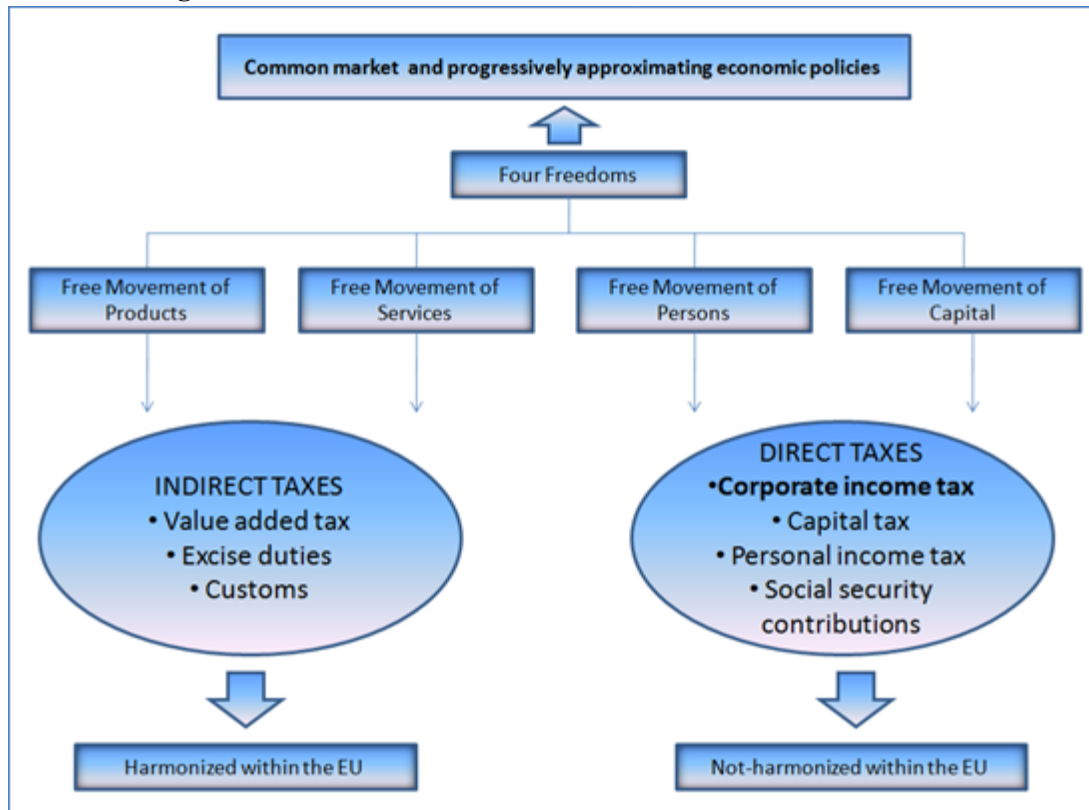 Common market and progressively approximating economic policies
Four Freedoms
Free Movement of
Products
Free Movement of
Services
Free Movement of
Persons
Free Movement of
Capital
INDIRECT TAXES
• Value added tax
• Excise duties
• Customs
DIRECT TAXES
•Corporate income tax
• Capital tax
• Personal income tax
• Social security
contributions
Harmonized within the EU
Not-harmonized within the EU